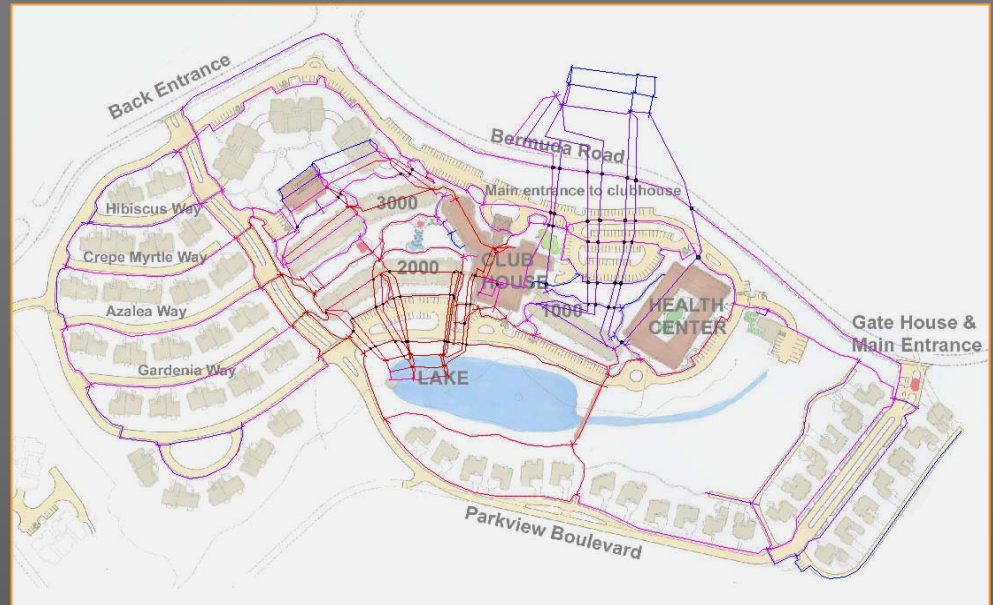 Back Entrance
Bermuda Road
Main entrance to clubhouse
Hibiscus Way
3000
Crepe Myrtle Way
CLUB
HOUSE
2000
Azalea Way
1000
HEALTH
CENTER
Gate House &
Main Entrance
Gardenia Way
LAKE
Parkview Boulevard